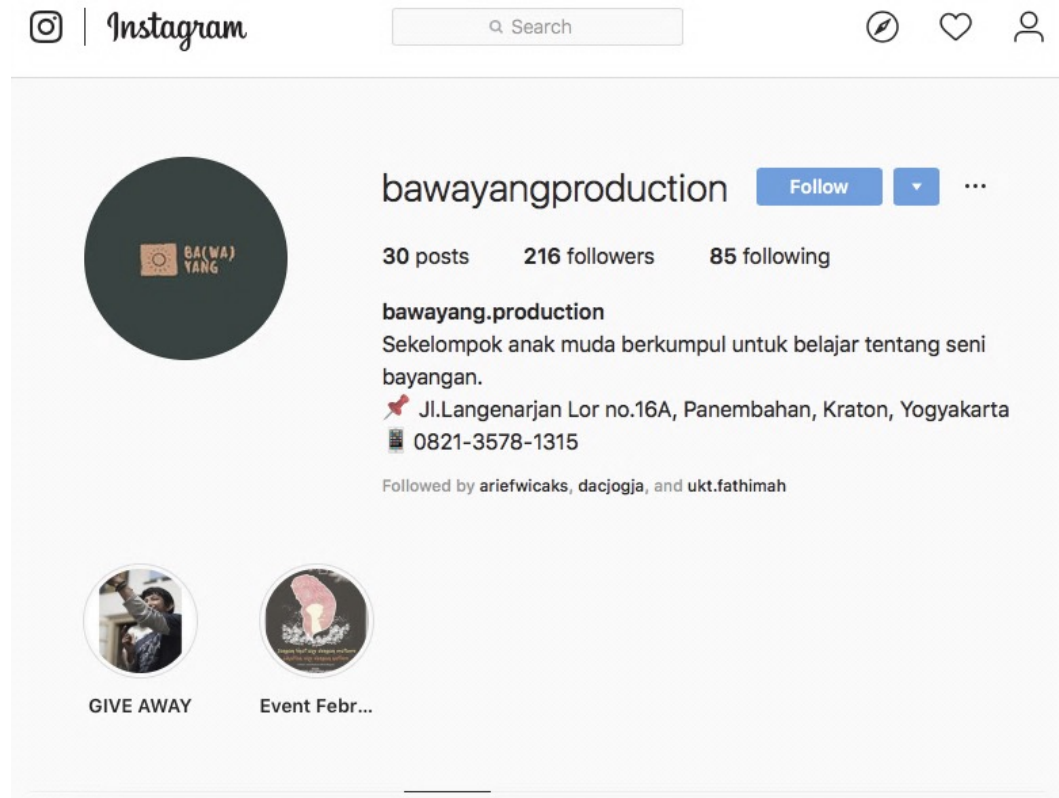 Instagram
Search
bawayangproduction Follow
30 posts 216 followers 85 following
bawayang.production
Sekelompok anak muda berkumpul untuk belajar tentang seni
bayangan.
Jl.Langenarjan Lor no.16A, Panembahan, Kraton, Yogyakarta
0821-3578-1315
Followed by ariefwicaks, dacjogja, and ukt.fathimah
BA(WA)
YANG
GIVE AWAY
Event Febr...